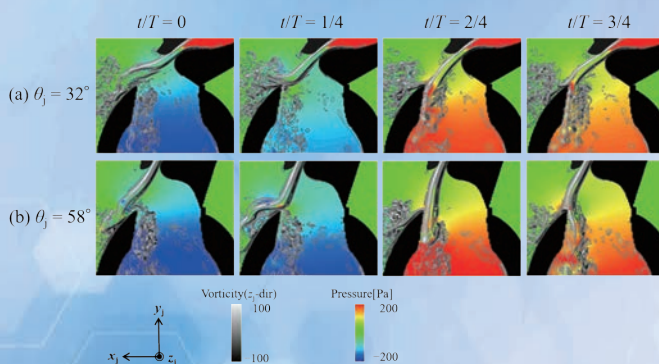 t/T = 0 t/T = 1/4 t/T = 2/4 t/T = 3/4
(a) θj = 32°
(b) θj = 58°
Vorticity(zj-dir) Pressure[Pa]
-100 200
100 -200
yj
xj zj